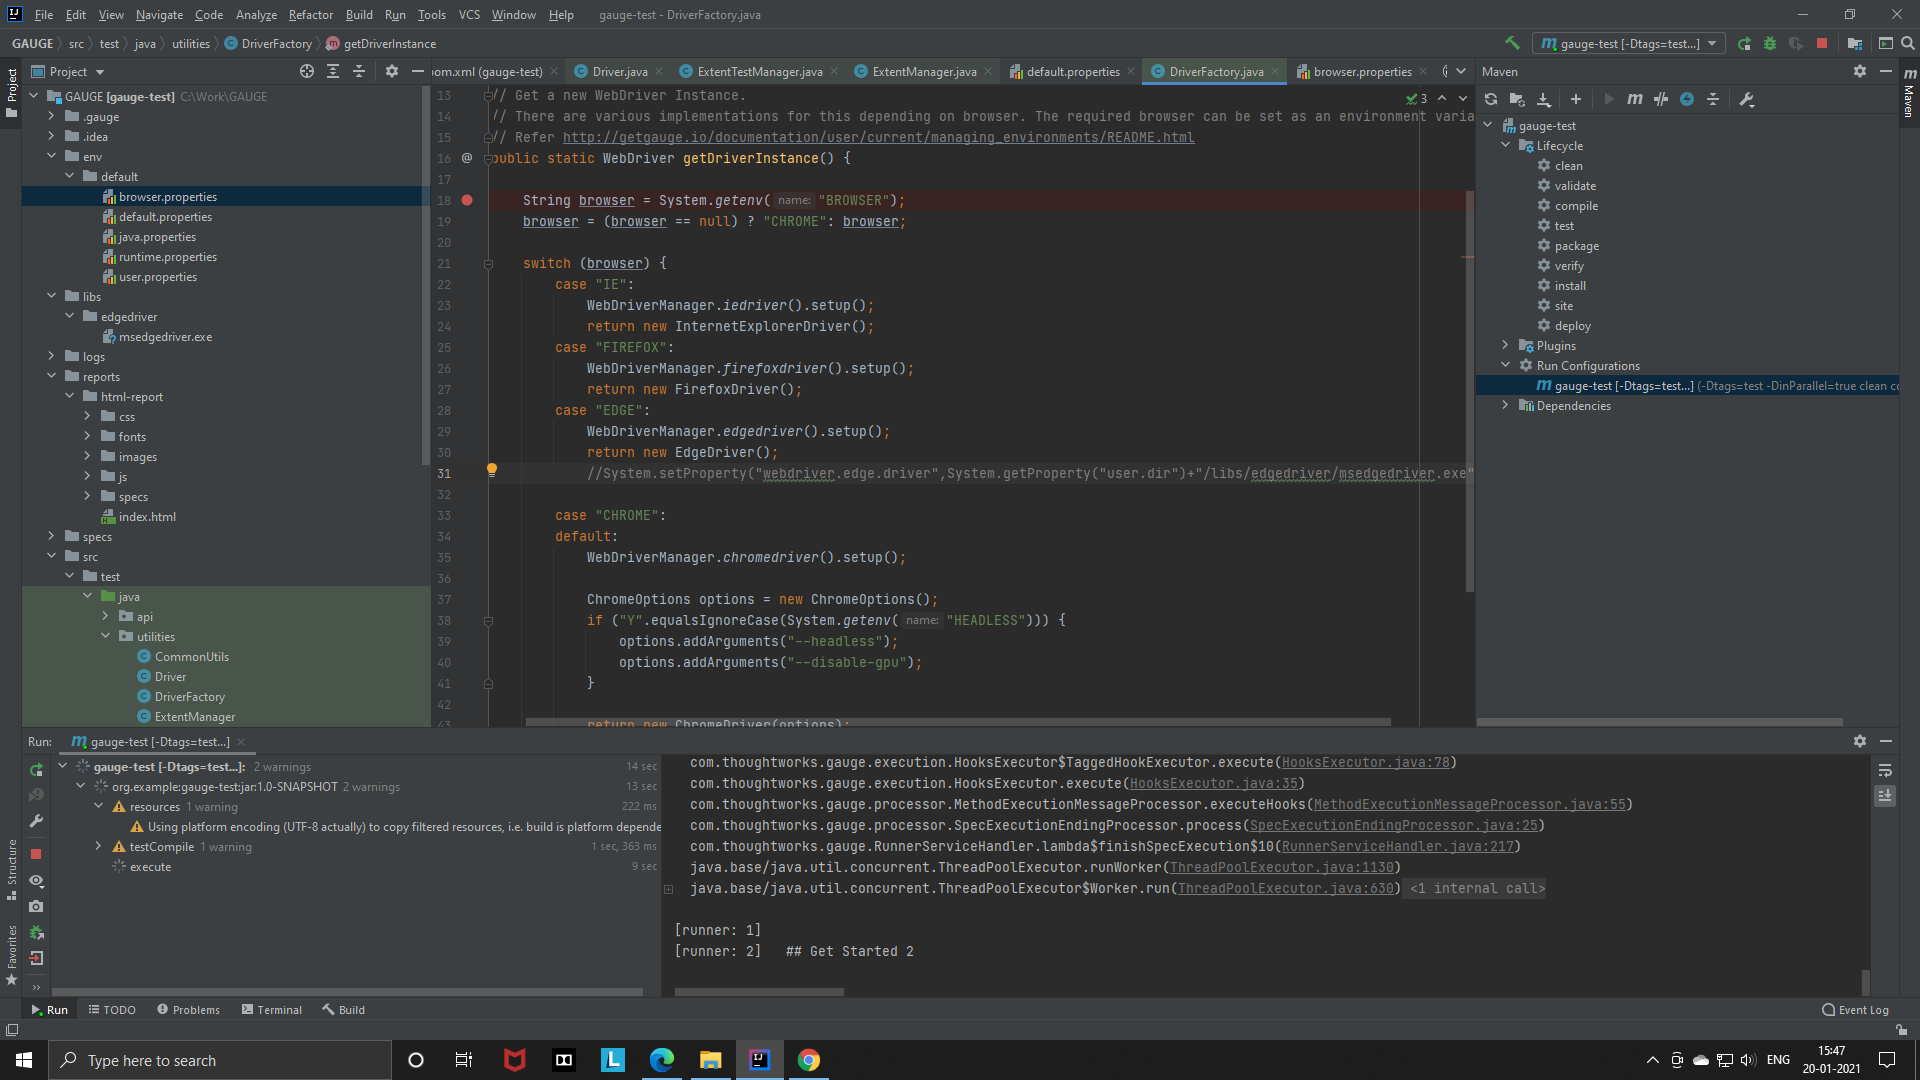 File Edit View Navigate Code Analyze Refactor Build Run Tools VCS Window Help gauge-test - DriverFactory.java
GAUGE src test java utilities DriverFactory getDriverInstance
gauge-test [-Dtags=test...]
Project
pom.xml (gauge-test) Driver.java ExtentTestManager.java ExtentManager.java default.properties DriverFactory.java browser.properties
Maven
Project
Structure
Favorites
Maven
GAUGE [gauge-test] C:\Work\GAUGE
.gauge
.idea
env
default
browser.properties
default.properties
java.properties
runtime.properties
user.properties
libs
edgedriver
msedgedriver.exe
logs
reports
html-report
css
fonts
images
js
specs
index.html
specs
src
test
java
api
utilities
CommonUtils
Driver
DriverFactory
ExtentManager
3
13 // Get a new WebDriver Instance.
14 // There are various implementations for this depending on browser. The required browser can be set as an environment varia
15 // Refer http://getgauge.io/documentation/user/current/managing_environments/README.html
16 @ public static WebDriver getDriverInstance() {
17
18 String browser = System.getenv( name: "BROWSER");
19 browser = (browser == null) ? "CHROME": browser;
20
21 switch (browser) {
22 case "IE":
23 WebDriverManager.iedriver().setup();
24 return new InternetExplorerDriver();
25 case "FIREFOX":
26 WebDriverManager.firefoxdriver().setup();
27 return new FirefoxDriver();
28 case "EDGE":
29 WebDriverManager.edgedriver().setup();
30 return new EdgeDriver();
31 //System.setProperty("webdriver.edge.driver",System.getProperty("user.dir")+"/libs/edgedriver/msedgedriver.exe"
32
33 case "CHROME":
34 default:
35 WebDriverManager.chromedriver().setup();
36
37 ChromeOptions options = new ChromeOptions();
38 if ("Y".equalsIgnoreCase(System.getenv( name: "HEADLESS"))) {
39 options.addArguments("--headless");
40 options.addArguments("--disable-gpu");
41 }
42
43 return new ChromeDriver(options);
gauge-test
Lifecycle
clean
validate
compile
test
package
verify
install
site
deploy
Plugins
Run Configurations
gauge-test [-Dtags=test...] (-Dtags=test -DinParallel=true clean co
Dependencies
Run: gauge-test [-Dtags=test...]
gauge-test [-Dtags=test...]: 2 warnings 14 sec
org.example:gauge-test:jar:1.0-SNAPSHOT 2 warnings 13 sec
resources 1 warning 222 ms
Using platform encoding (UTF-8 actually) to copy filtered resources, i.e. build is platform depende
testCompile 1 warning 1 sec, 363 ms
execute 9 sec
com.thoughtworks.gauge.execution.HooksExecutor$TaggedHookExecutor.execute(HooksExecutor.java:78)
com.thoughtworks.gauge.execution.HooksExecutor.execute(HooksExecutor.java:35)
com.thoughtworks.gauge.processor.MethodExecutionMessageProcessor.executeHooks(MethodExecutionMessageProcessor.java:55)
com.thoughtworks.gauge.processor.SpecExecutionEndingProcessor.process(SpecExecutionEndingProcessor.java:25)
com.thoughtworks.gauge.RunnerServiceHandler.lambda$finishSpecExecution$10(RunnerServiceHandler.java:217)
java.base/java.util.concurrent.ThreadPoolExecutor.runWorker(ThreadPoolExecutor.java:1130)
java.base/java.util.concurrent.ThreadPoolExecutor$Worker.run(ThreadPoolExecutor.java:630) <1 internal call>
[runner: 1]
[runner: 2] ## Get Started 2
Run TODO Problems Terminal Build Event Log
Type here to search
ENG
15:47
20-01-2021